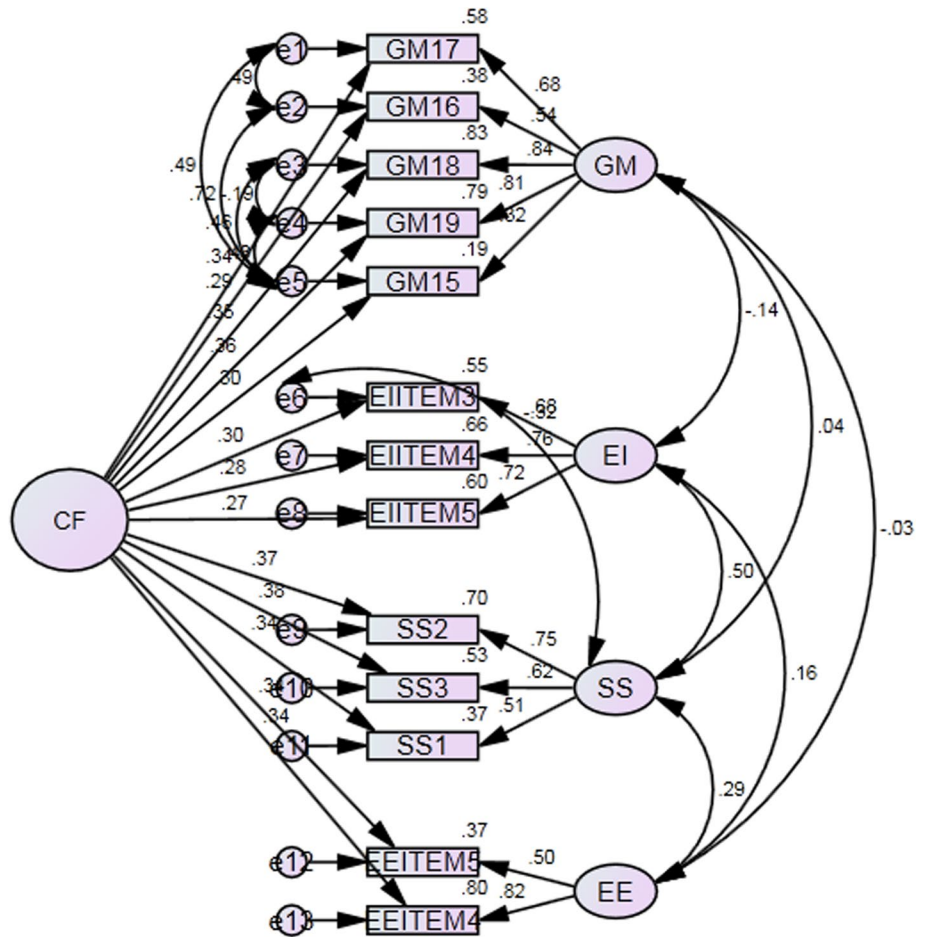 .58
e1 GM17
.49 .38 .68
e2 GM16 .54
.83
e3 GM18 .84 GM
.49 .72 -.19 .79 .81
e4 GM19 .32
.46 .19
.34
e5 GM15
.29
.35 -.14
.36
.30 .55
e6 EIITEM3 .68
-.32
.30 .66 .76 .04
e7 EIITEM4 EI
.28 .60 .72
.27 e8 EIITEM5
CF -.03
.37 .50
.38 .70
.34 e9 SS2 .75
.53
.62 .16
e10 SS3 SS
.34 .37 .51
.34
e11 SS1
.29
.37
e12 EEITEM5 .50
.80 .82 EE
e13 EEITEM4